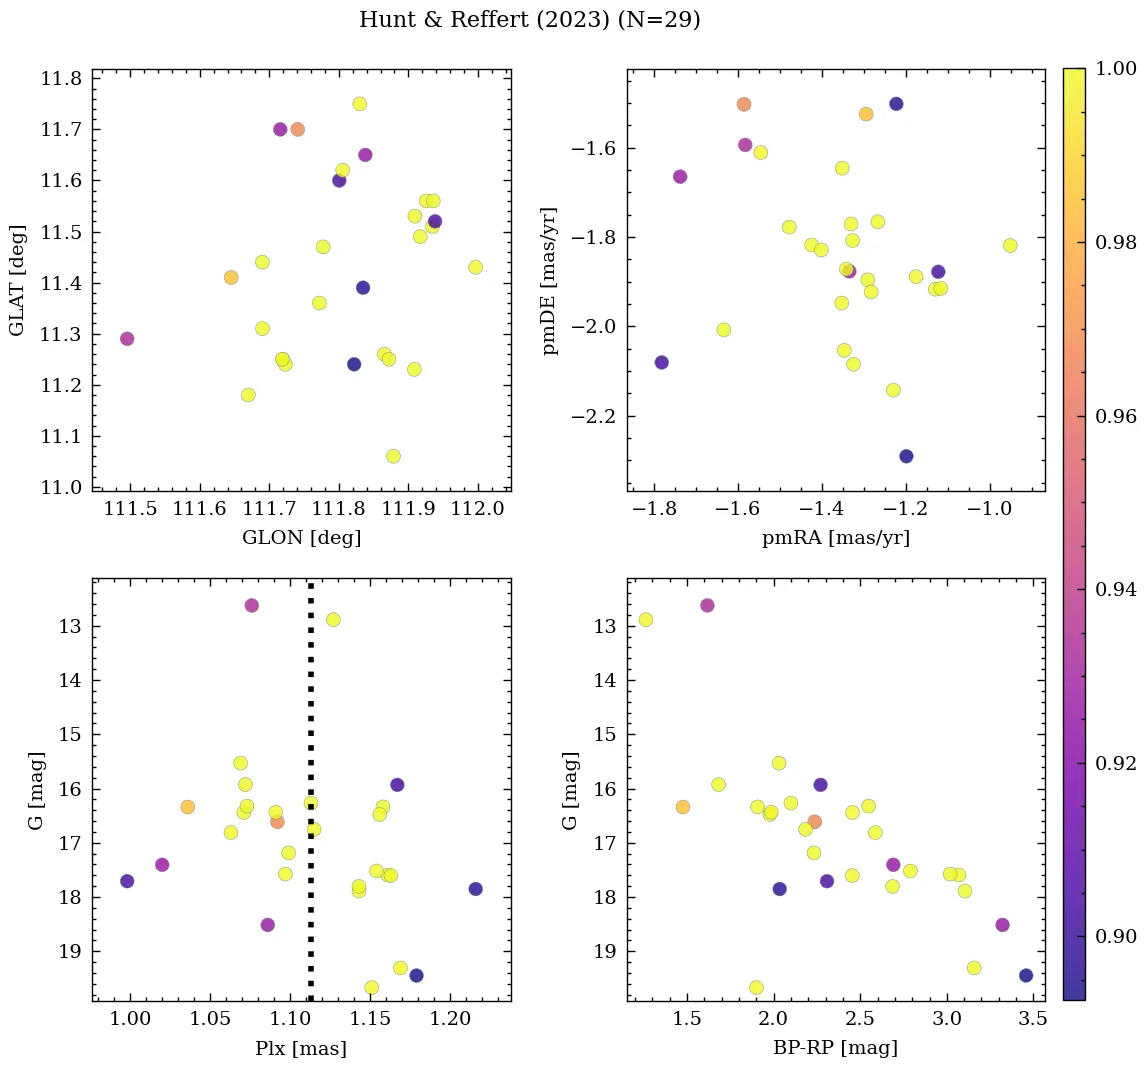 Hunt & Reffert (2023) (N=29)
11.8
11.7
11.6
11.5
11.4
11.3
11.2
11.1
11.0
GLAT [deg]
111.5 111.6 111.7 111.8 111.9 112.0
GLON [deg]
−1.6
−1.8
−2.0
−2.2
pmDE [mas/yr]
−1.8 −1.6 −1.4 −1.2 −1.0
pmRA [mas/yr]
13
14
15
16
17
18
19
G [mag]
1.00 1.05 1.10 1.15 1.20
Plx [mas]
13
14
15
16
17
18
19
G [mag]
1.5 2.0 2.5 3.0 3.5
BP-RP [mag]
1.00
0.98
0.96
0.94
0.92
0.90